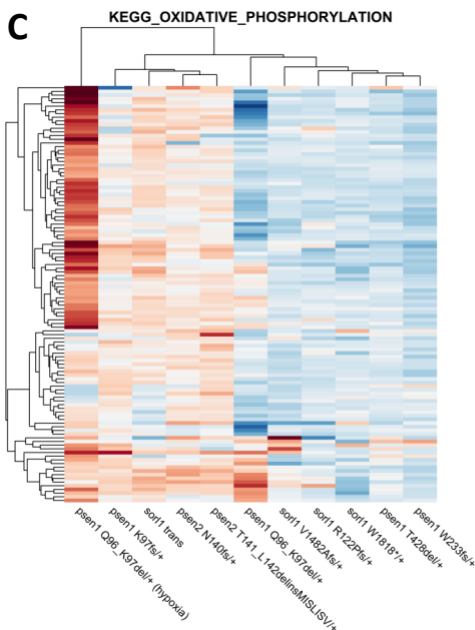 C
KEGG_OXIDATIVE_PHOSPHORYLATION
psen1 Q96_K97del/+ (hypoxia)
psen1 K97fs/+
sorl1 trans
psen2 N140fs/+
psen2 T141_L142delinsMISLISV/+
psen1 Q96_K97del/+
sorl1 V1482Afs/+
sorl1 R122Pfs/+
sorl1 W1818*/+
psen1 T428del/+
psen1 W233fs/+